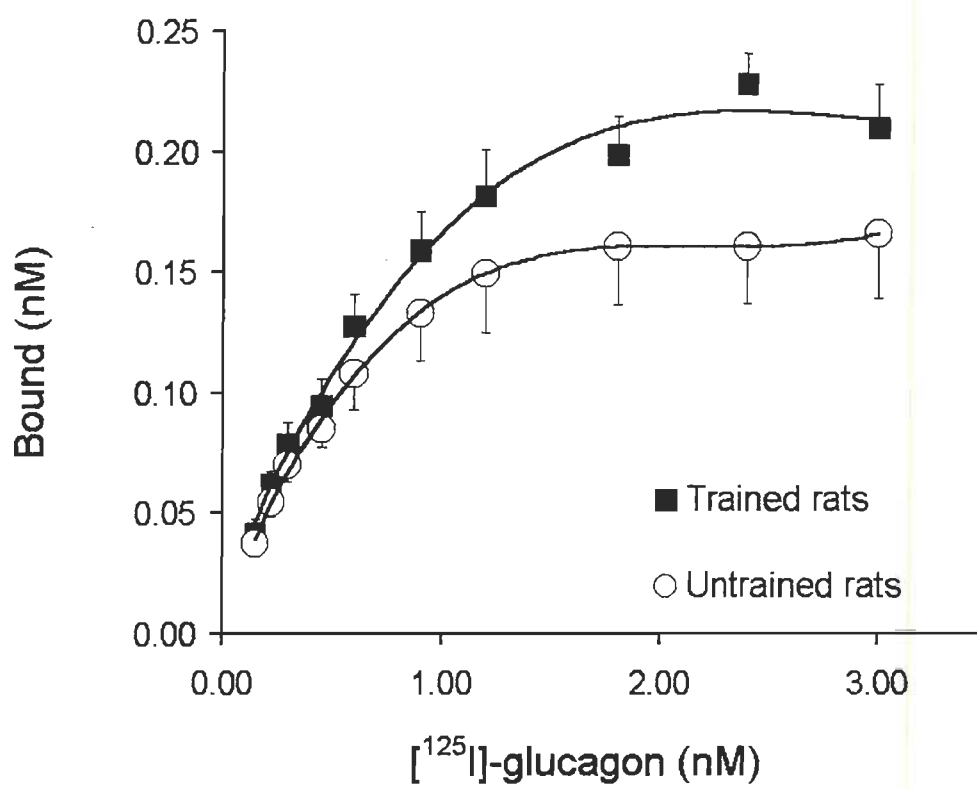 0.25
0.20
0.15
0.10
0.05
0.00
Bound (nM)
Trained rats
Untrained rats
0.00 1.00 2.00 3.00
[¹²⁵I]-glucagon (nM)